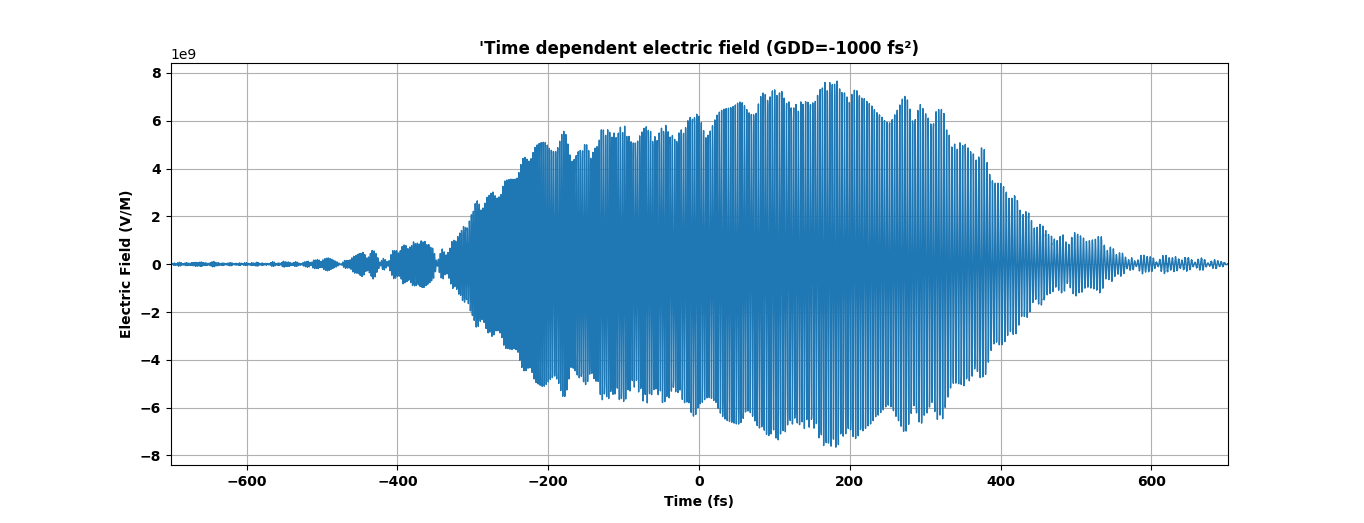 'Time dependent electric field (GDD=-1000 fs²)
1e9
8
6
4
2
0
−2
−4
−6
−8
Electric Field (V/M)
−600 −400 −200 0 200 400 600
Time (fs)